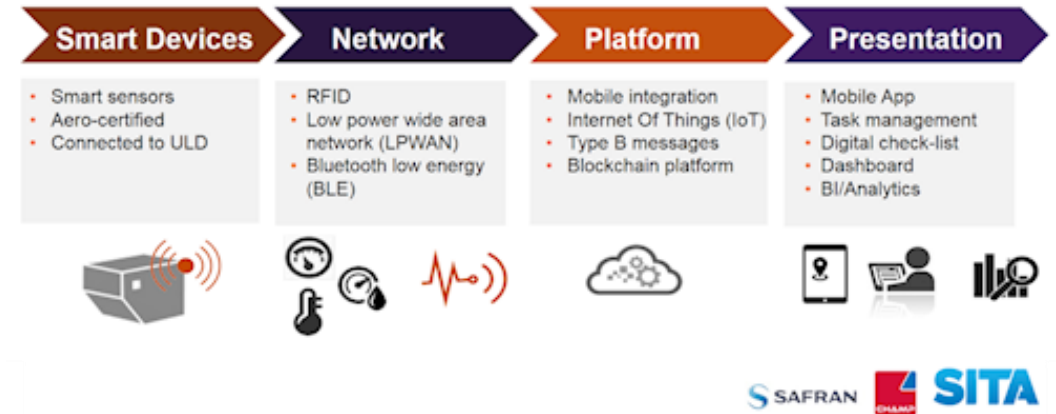 Smart Devices
Network
Platform
Presentation
• Smart sensors
• Aero-certified
• Connected to ULD
• RFID
• Low power wide area
network (LPWAN)
• Bluetooth low energy
(BLE)
• Mobile integration
• Internet Of Things (IoT)
• Type B messages
• Blockchain platform
• Mobile App
• Task management
• Digital check-list
• Dashboard
• BI/Analytics
SAFRAN
CHAMP
SITA